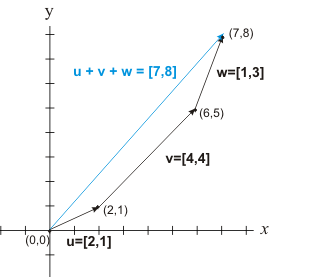 y
(7,8)
u + v + w = [7,8]
w=[1,3]
(6,5)
v=[4,4]
(2,1)
x
(0,0)
u=[2,1]